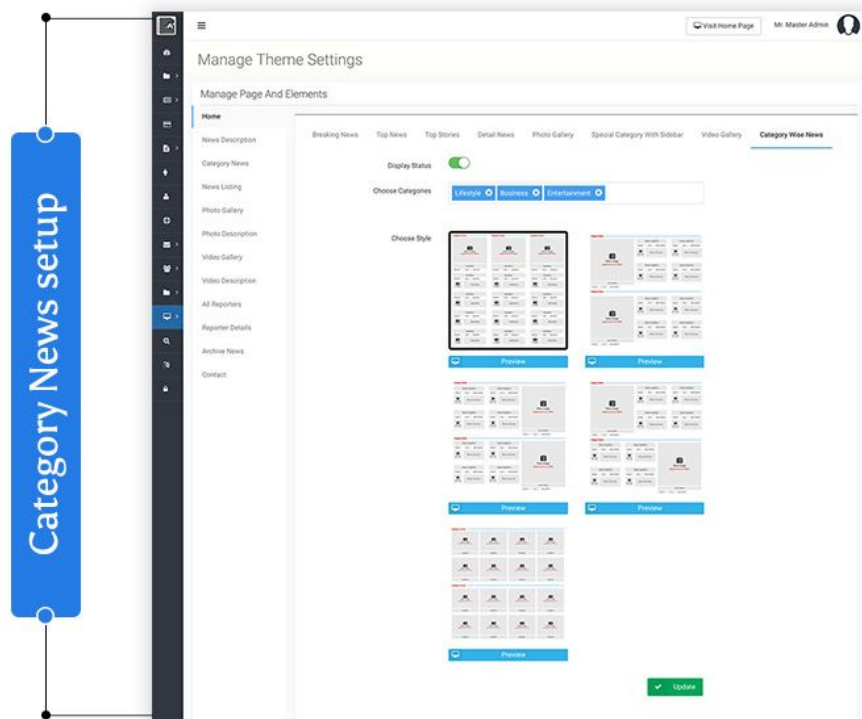 Category News setup
Visit Home Page
Mr. Master Admin
Manage Theme Settings
Manage Page And Elements
Home
News Description
Category News
News Listing
Photo Gallery
Photo Description
Video Gallery
Video Description
All Reporters
Reporter Details
Archive News
Contact
Breaking News
Top News
Top Stories
Detail News
Photo Gallery
Special Category With Sidebar
Video Gallery
Category Wise News
Display Status
Choose Categories
Lifestyle
Business
Entertainment
Choose Style
Preview
Preview
Preview
Preview
Preview
Update